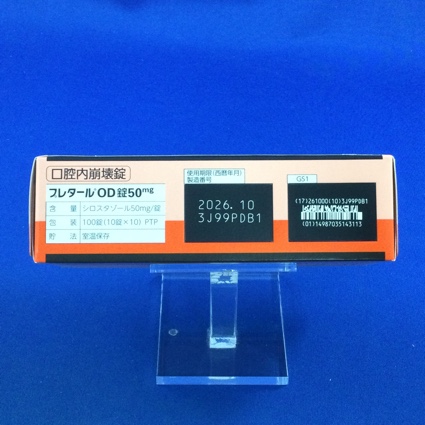 口腔内崩壊錠
プレタール®OD錠50mg
含 量 シロスタゾール50mg/錠
包 装 100錠(10錠×10) PTP
貯 法 室温保存
使用期限(西暦年月)
製造番号
2026.10
3J99PDB1
GS1
(17)261000(10)3J99PDB1
(01)14987035143113